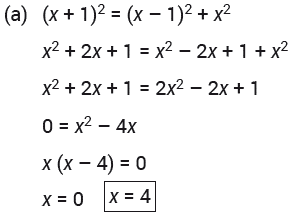 (a) (x + 1)² = (x – 1)² + x²
x² + 2x + 1 = x² – 2x + 1 + x²
x² + 2x + 1 = 2x² – 2x + 1
0 = x² – 4x
x (x – 4) = 0
x = 0 x = 4